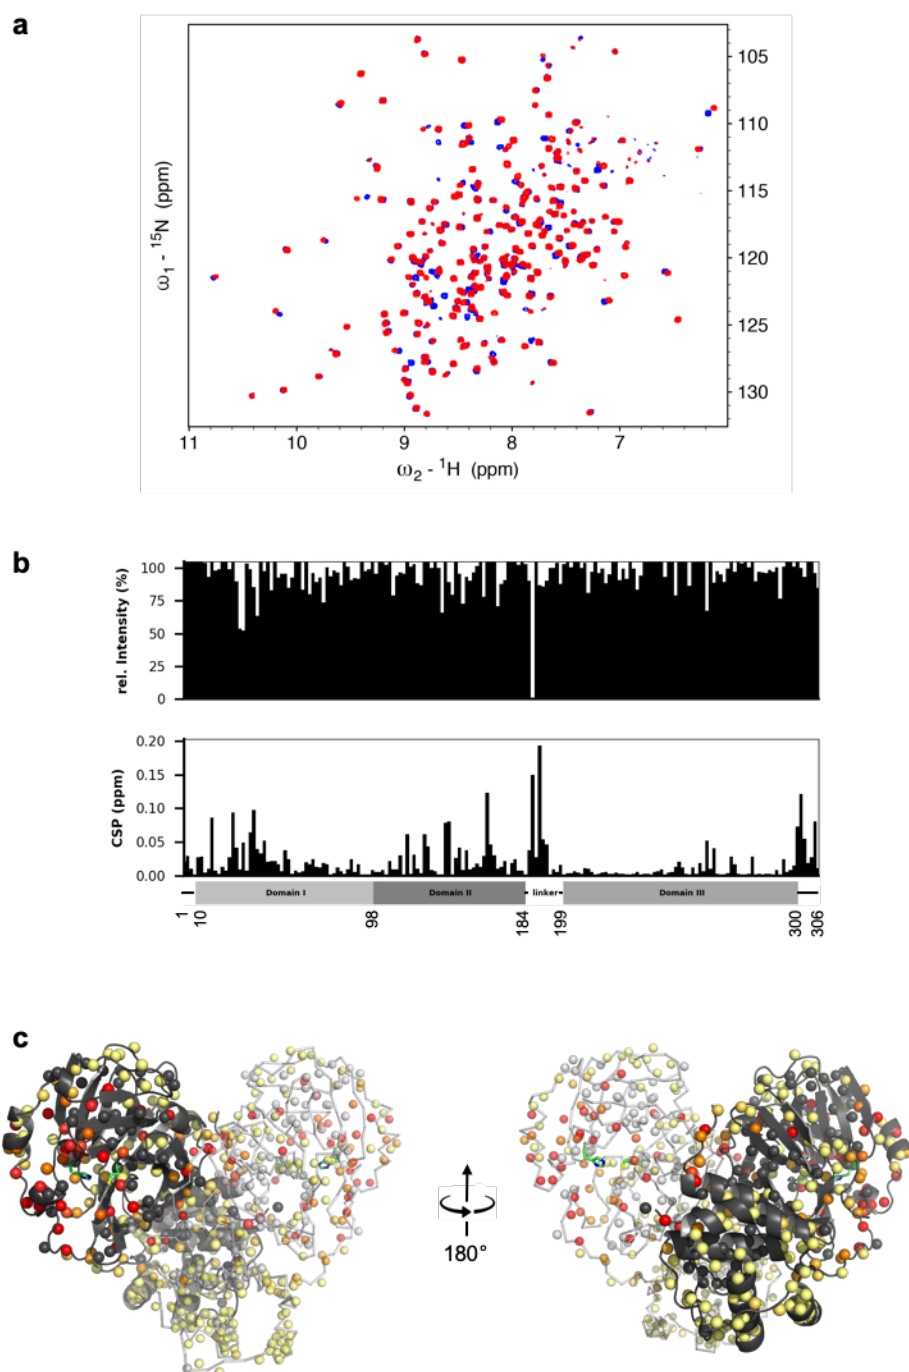 a
105
110
115
120
125
130
ω1 - 15N (ppm)
11 10 9 8 7
ω2 - 1H (ppm)
b
100
75
50
25
0
rel. Intensity (%)
0.20
0.15
0.10
0.05
0.00
CSP (ppm)
Domain I Domain II linker Domain III
1 10 98 184 199 300 306
c
180°